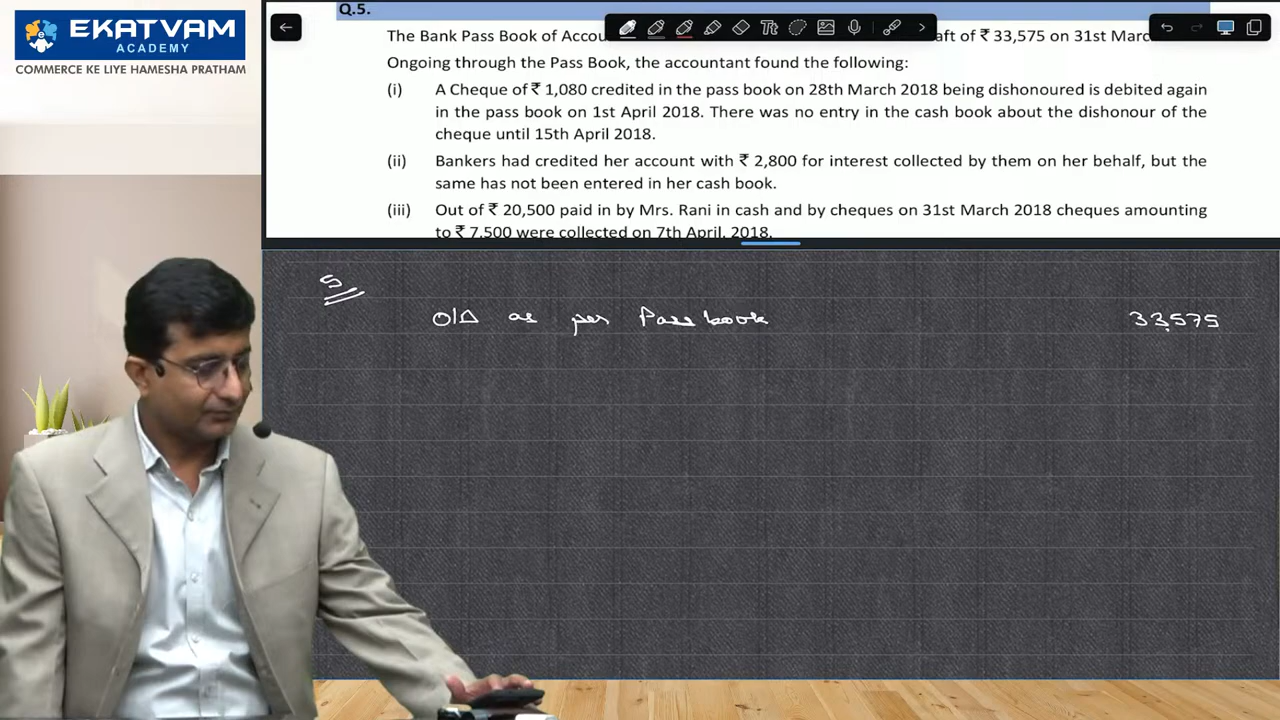 EKATVAM
ACADEMY
COMMERCE KE LIYE HAMESHA PRATHAM
Q.5.
The Bank Pass Book of Accou aft of ₹ 33,575 on 31st Marc
Ongoing through the Pass Book, the accountant found the following:
(i) A Cheque of ₹ 1,080 credited in the pass book on 28th March 2018 being dishonoured is debited again
in the pass book on 1st April 2018. There was no entry in the cash book about the dishonour of the
cheque until 15th April 2018.
(ii) Bankers had credited her account with ₹ 2,800 for interest collected by them on her behalf, but the
same has not been entered in her cash book.
(iii) Out of ₹ 20,500 paid in by Mrs. Rani in cash and by cheques on 31st March 2018 cheques amounting
to ₹ 7,500 were collected on 7th April, 2018.
5
O/D as per Passbook 33,575